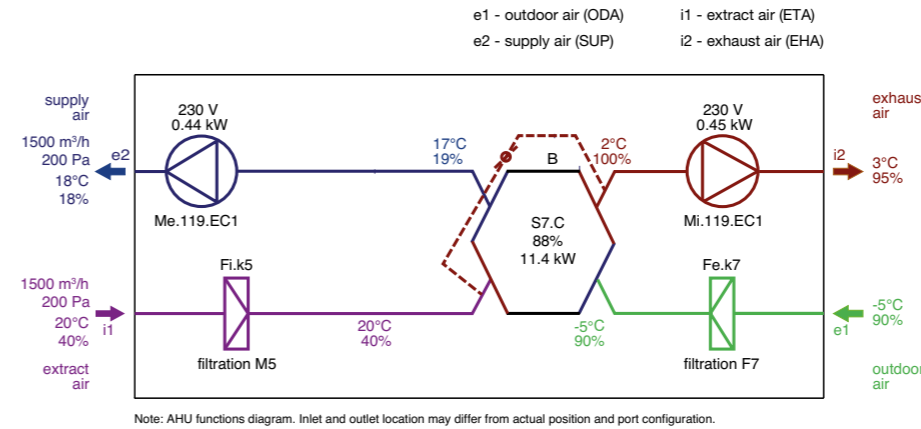 e1 - outdoor air (ODA)
i1 - extract air (ETA)
e2 - supply air (SUP)
i2 - exhaust air (EHA)
supply
air
1500 m³/h
200 Pa
e2
18°C
18%
230 V
0.44 kW
Me.119.EC1
17°C
19%
B
2°C
100%
230 V
0.45 kW
Mi.119.EC1
exhaus
air
i2
3°C
95%
S7.C
88%
11.4 kW
1500 m³/h
200 Pa
20°C
40%
i1
extract
air
Fi.k5
filtration M5
20°C
40%
-5°C
90%
Fe.k7
filtration F7
-5°C
90%
e1
outdoor
air
Note: AHU functions diagram. Inlet and outlet location may differ from actual position and port configuration.